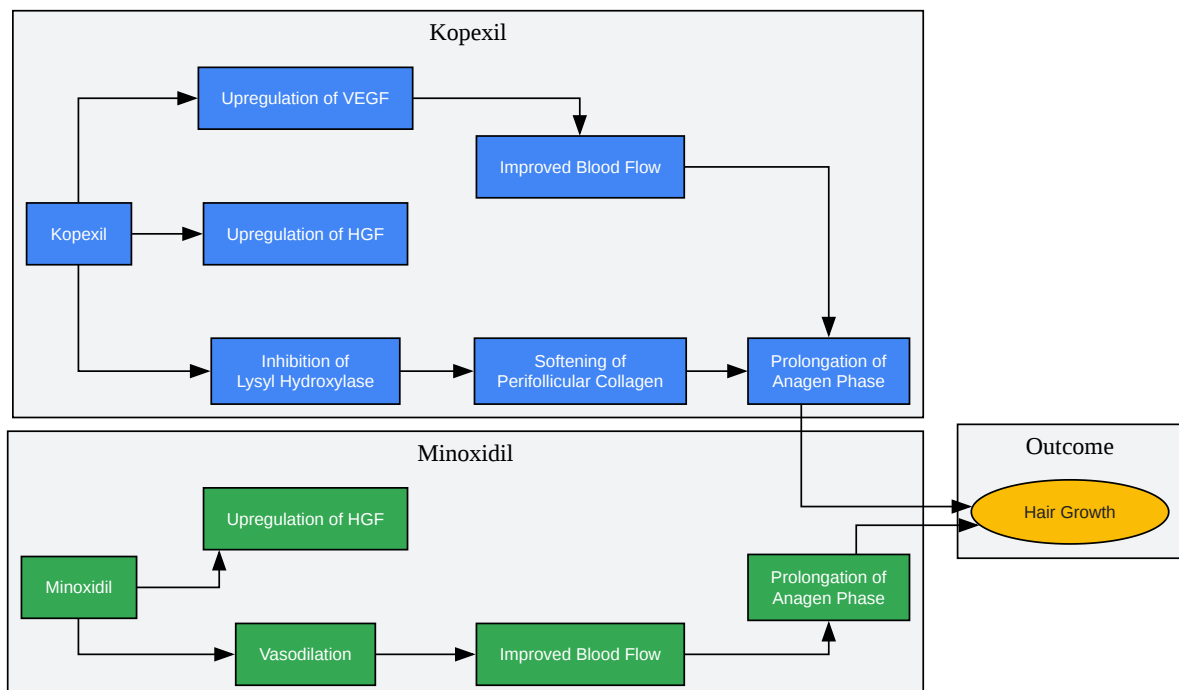 Kopexil
Upregulation of VEGF
Improved Blood Flow
Kopexil
Upregulation of HGF
Inhibition of
Lysyl Hydroxylase
Softening of
Perifollicular Collagen
Prolongation of
Anagen Phase
Minoxidil
Upregulation of HGF
Minoxidil
Vasodilation
Improved Blood Flow
Prolongation of
Anagen Phase
Outcome
Hair Growth